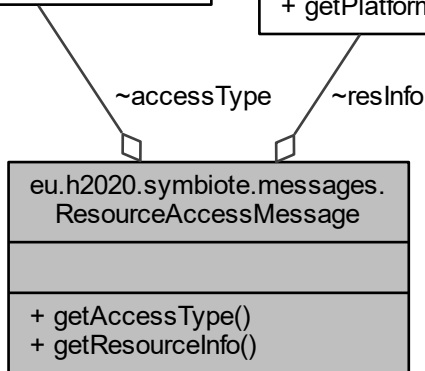 + getPlatform
~accessType
~resInfo
eu.h2020.symbiote.messages.
ResourceAccessMessage
+ getAccessType()
+ getResourceInfo()